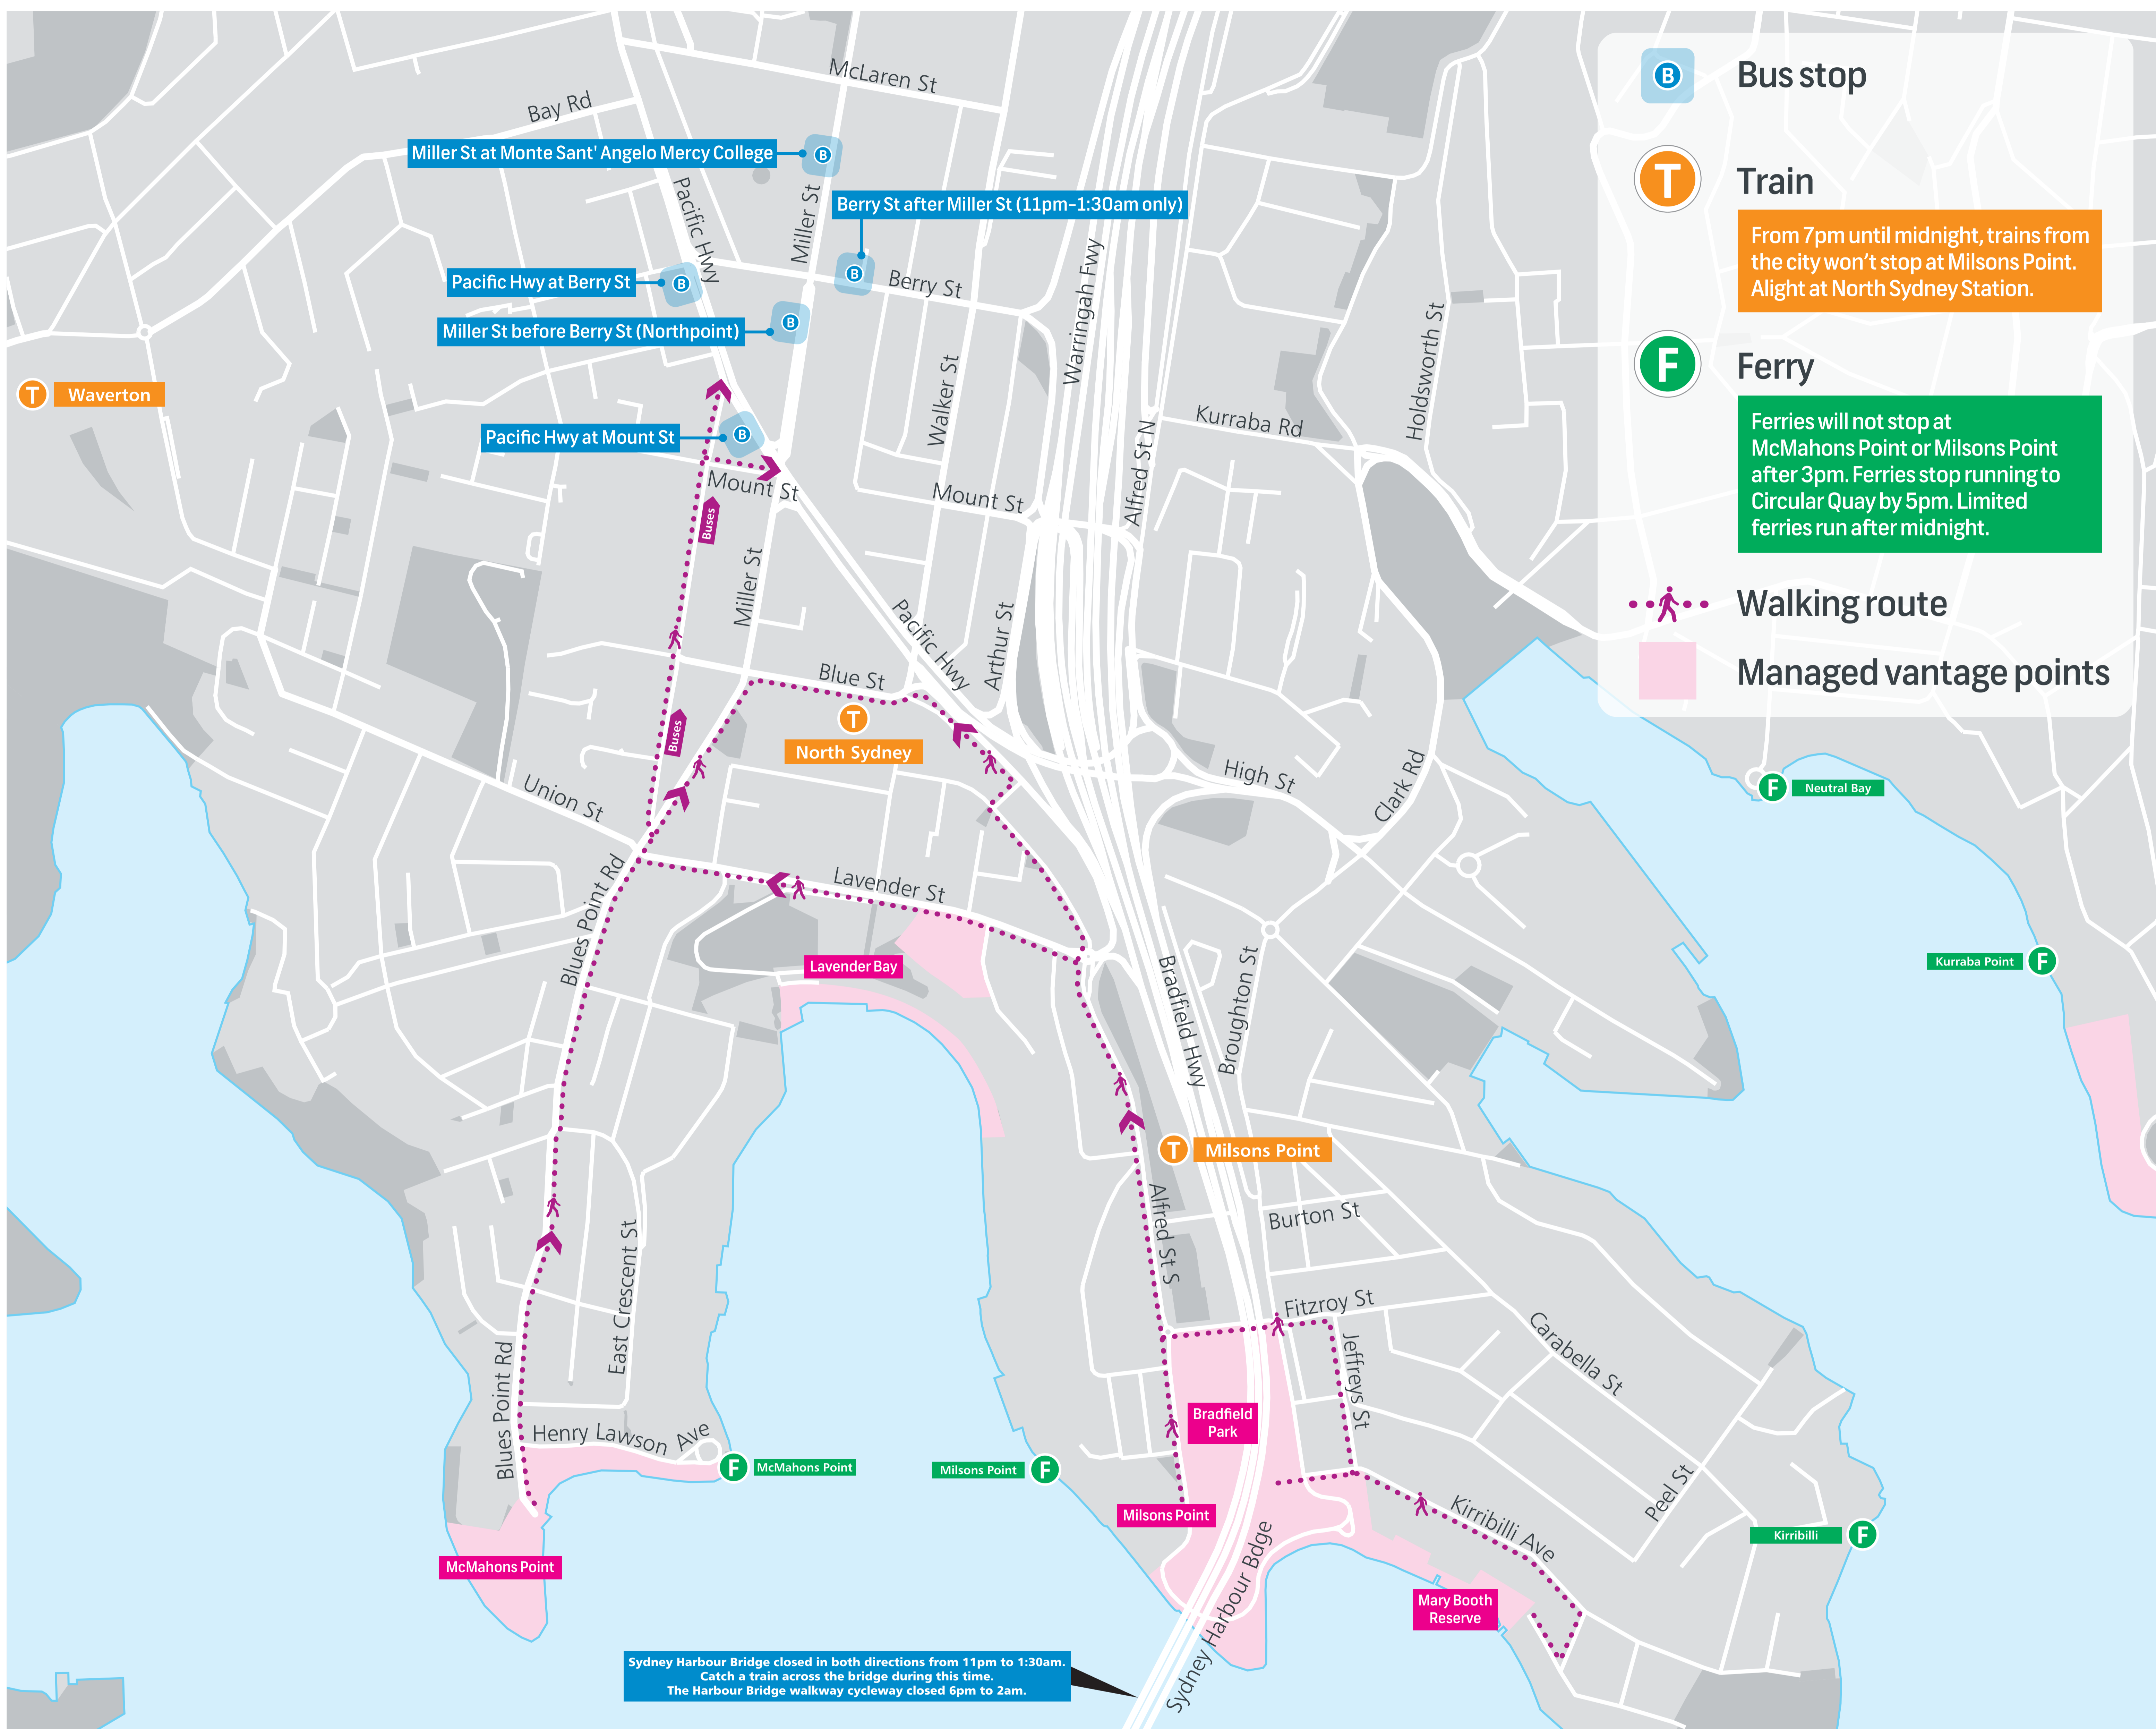 McLaren St
Bay Rd
Miller St at Monte Sant' Angelo Mercy College
B
Pacific Hwy
Miller St
Berry St after Miller St (11pm–1:30am only)
B
Berry St
Pacific Hwy at Berry St
B
Miller St before Berry St (Northpoint)
B
Warringah Fwy
Walker St
Holdsworth St
T Waverton
Pacific Hwy at Mount St
B
Kurraba Rd
Alfred St N
Mount St
Mount St
Buses
Miller St
Pacific Hwy
Arthur St
Blue St
T
North Sydney
Buses
Union St
High St
Clark Rd
Blues Point Rd
Lavender St
Lavender Bay
Bradfield Hwy
Broughton St
T Milsons Point
Alfred St S
Burton St
East Crescent St
Fitzroy St
Jeffreys St
Carabella St
Blues Point Rd
Henry Lawson Ave
F McMahons Point
Milsons Point F
Bradfield
Park
Milsons Point
Kirribilli Ave
Peel St
Kirribilli F
McMahons Point
Mary Booth
Reserve
Sydney Harbour Bdge
Sydney Harbour Bridge closed in both directions from 11pm to 1:30am.
Catch a train across the bridge during this time.
The Harbour Bridge walkway cycleway closed 6pm to 2am.
F Neutral Bay
Kurraba Point F
B Bus stop
T Train
From 7pm until midnight, trains from
the city won't stop at Milsons Point.
Alight at North Sydney Station.
F Ferry
Ferries will not stop at
McMahons Point or Milsons Point
after 3pm. Ferries stop running to
Circular Quay by 5pm. Limited
ferries run after midnight.
Walking route
Managed vantage points